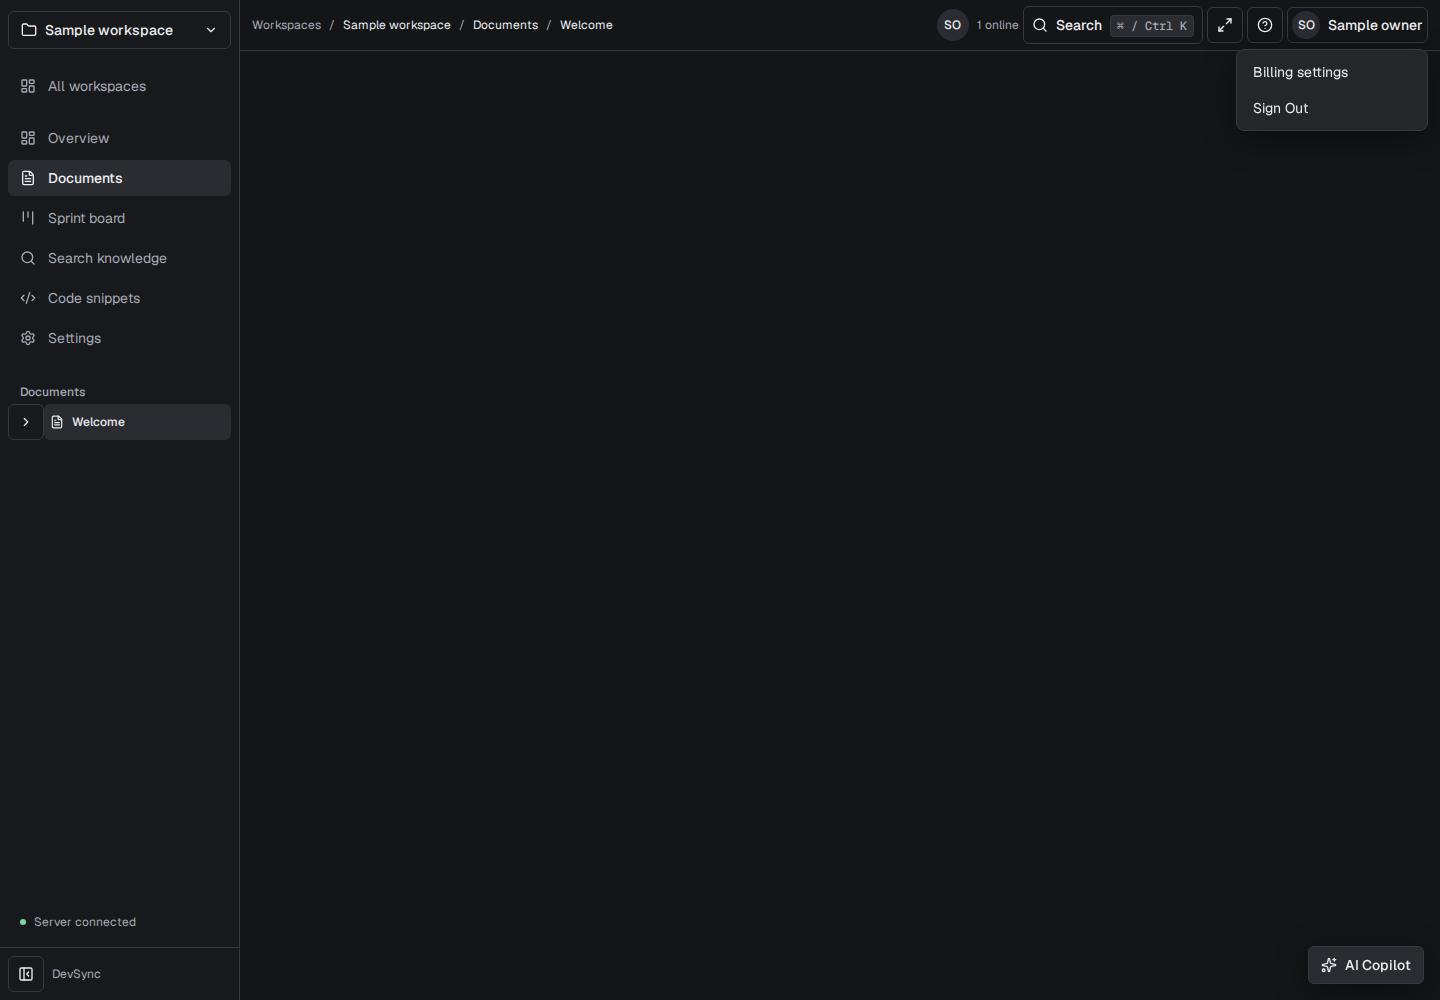 Sample workspace
All workspaces
Overview
Documents
Sprint board
Search knowledge
Code snippets
Settings
Documents
Welcome
Server connected
DevSync
Workspaces / Sample workspace / Documents / Welcome
SO 1 online
Search ⌘ / Ctrl K
SO Sample owner
Billing settings
Sign Out
AI Copilot